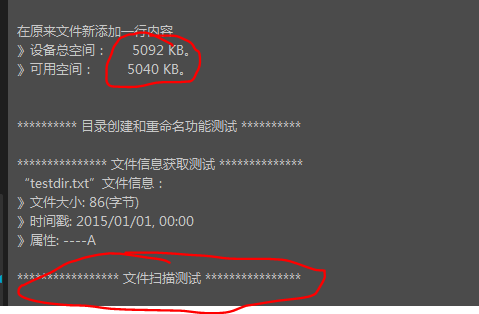 在原来文件新添加一行内容
》设备总空间： 5092 KB。
》可用空间： 5040 KB。
********** 目录创建和重命名功能测试 **********
*************** 文件信息获取测试 **************
“testdir.txt”文件信息：
》文件大小: 86(字节)
》时间戳: 2015/01/01, 00:00
》属性: ----A
***************** 文件扫描测试 ****************